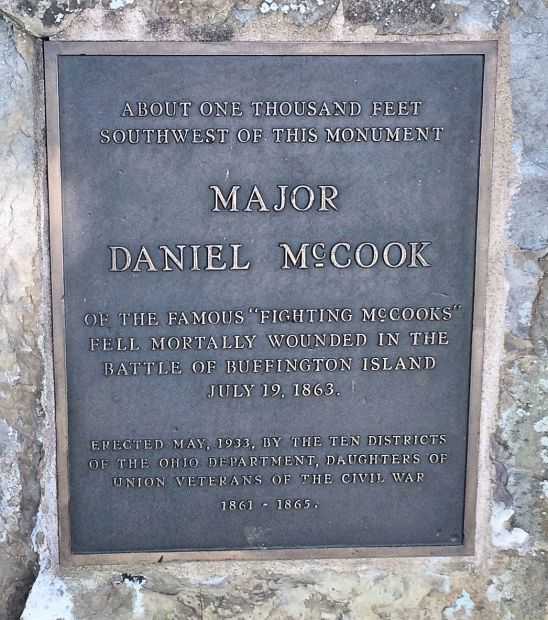 ABOUT ONE THOUSAND FEET
SOUTHWEST OF THIS MONUMENT
MAJOR
DANIEL McCOOK
OF THE FAMOUS "FIGHTING McCOOKS"
FELL MORTALLY WOUNDED IN THE
BATTLE OF BUFFINGTON ISLAND
JULY 19, 1863.
ERECTED MAY, 1933, BY THE TEN DISTRICTS
OF THE OHIO DEPARTMENT, DAUGHTERS OF
UNION VETERANS OF THE CIVIL WAR
1861 - 1865.